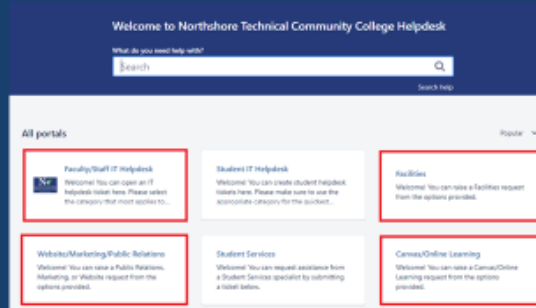 Welcome to Northshore Technical Community College Helpdesk
What do you need help with?
Search
Search help
All portals
Popular
Faculty/Staff IT Helpdesk
Welcome! You can open an IT
helpdesk ticket here. Please select
the category that most applies to...
Student IT Helpdesk
Welcome! You can create student helpdesk
tickets here. Please make sure to use the
appropriate category for the quickest...
Facilities
Welcome! You can raise a Facilities request
from the options provided.
Website/Marketing/Public Relations
Welcome! You can raise a Public Relations,
Marketing, or Website request from the
options provided.
Student Services
Welcome! You can request assistance from
a Student Services specialist by submitting
a ticket below.
Canvas/Online Learning
Welcome! You can raise a Canvas/Online
Learning request from the options
provided.